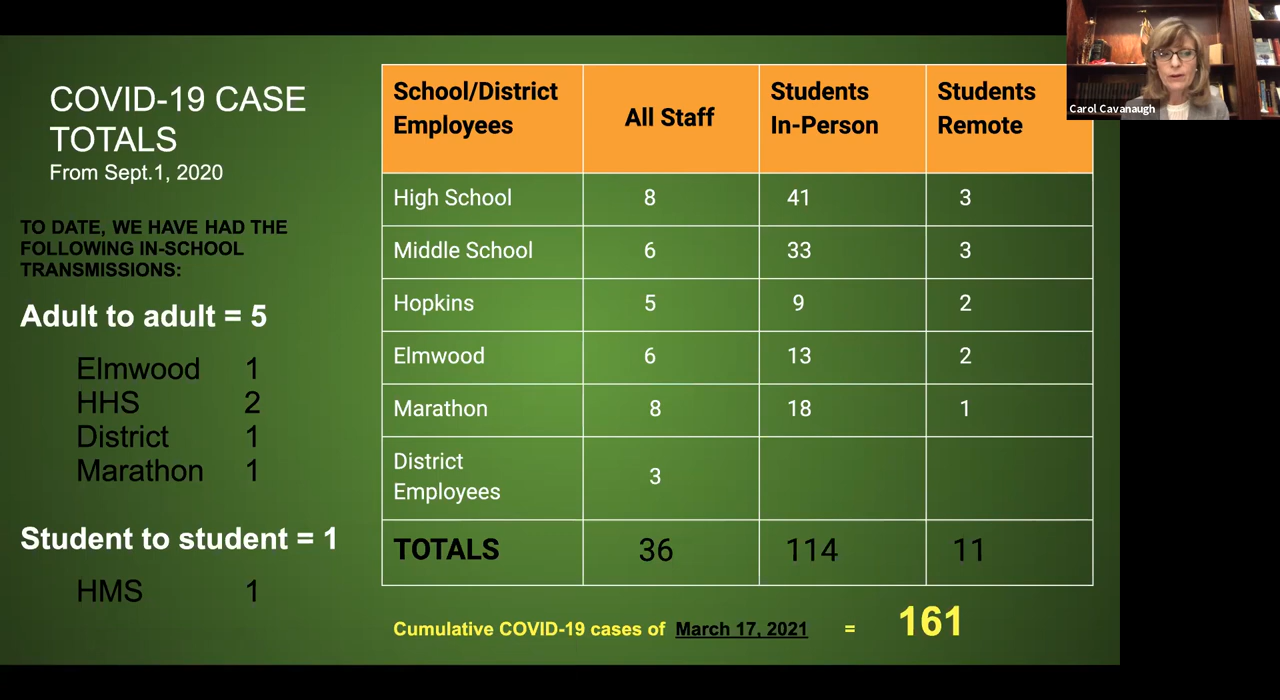 COVID-19 CASE
TOTALS
From Sept.1, 2020
TO DATE, WE HAVE HAD THE
FOLLOWING IN-SCHOOL
TRANSMISSIONS:
Adult to adult = 5
Elmwood 1
HHS 2
District 1
Marathon 1
Student to student = 1
HMS 1
School/District
Employees
All Staff
Students
In-Person
Students
Remote
High School 8 41 3
Middle School 6 33 3
Hopkins 5 9 2
Elmwood 6 13 2
Marathon 8 18 1
District
Employees
3
TOTALS 36 114 11
Cumulative COVID-19 cases of March 17, 2021 = 161
Carol Cavanaugh